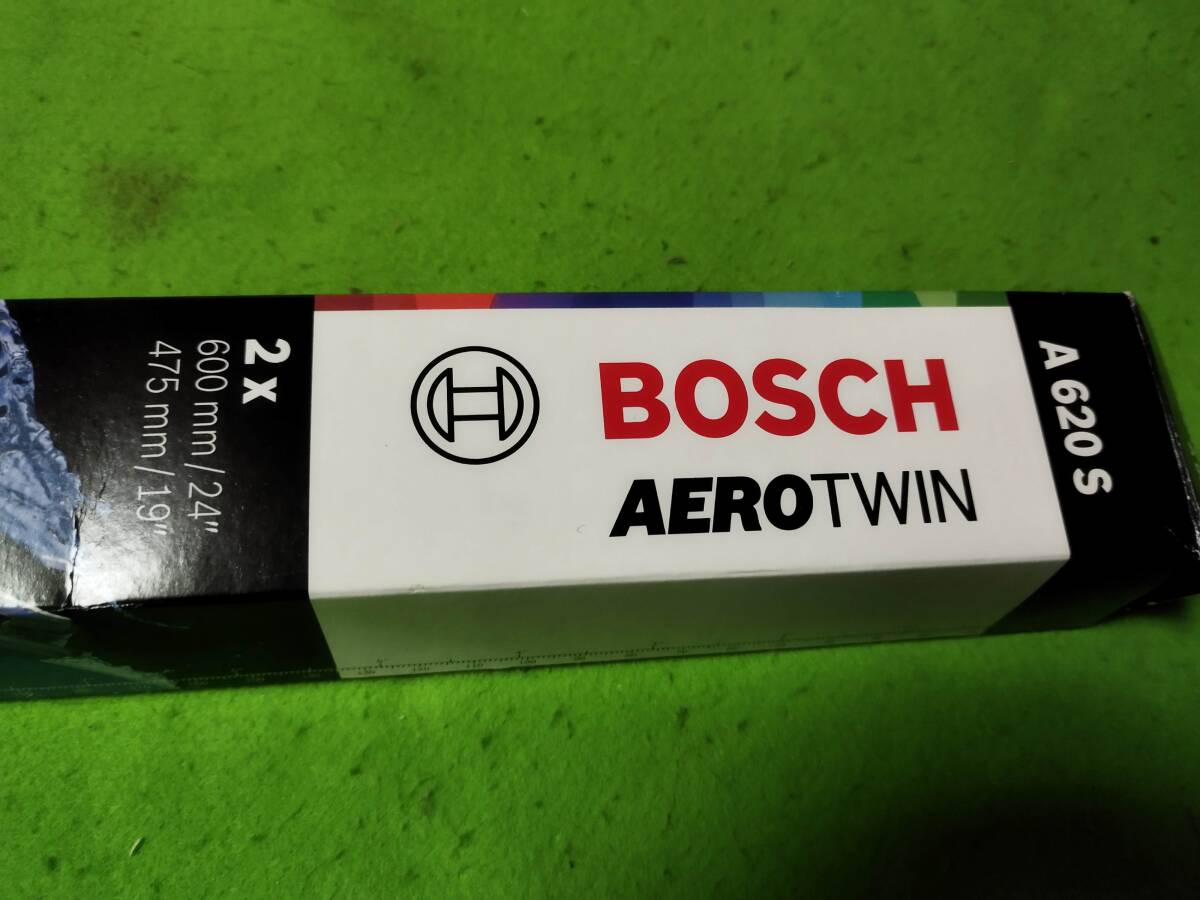 2 x
600 mm / 24"
475 mm / 19"
BOSCH
AEROTWIN
A 620 S